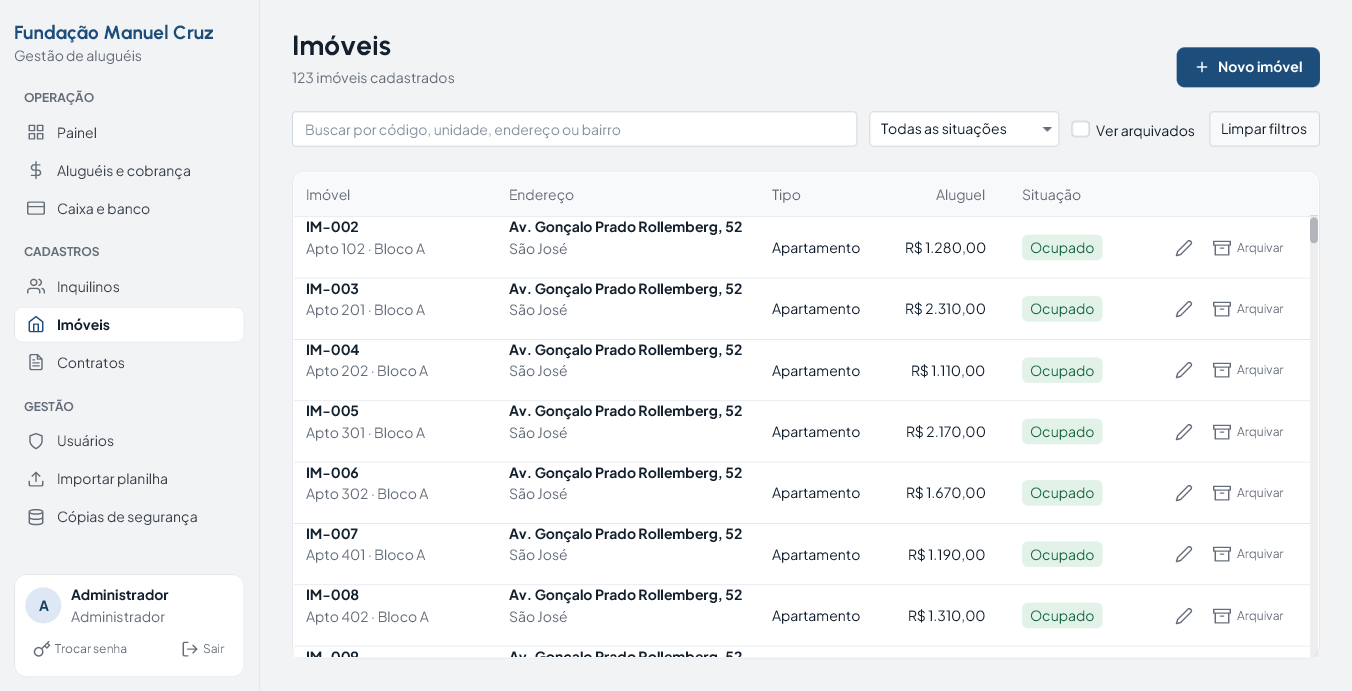 Fundação Manuel Cruz
Gestão de aluguéis
OPERAÇÃO
Painel
Aluguéis e cobrança
Caixa e banco
CADASTROS
Inquilinos
Imóveis
Contratos
GESTÃO
Usuários
Importar planilha
Cópias de segurança
A
Administrador
Administrador
Trocar senha Sair
Imóveis
123 imóveis cadastrados
+ Novo imóvel
Buscar por código, unidade, endereço ou bairro Todas as situações Ver arquivados Limpar filtros
Imóvel Endereço Tipo Aluguel Situação
IM-002 Av. Gonçalo Prado Rollemberg, 52
Apto 102 · Bloco A São José Apartamento R$ 1.280,00 Ocupado Arquivar
IM-003 Av. Gonçalo Prado Rollemberg, 52
Apto 201 · Bloco A São José Apartamento R$ 2.310,00 Ocupado Arquivar
IM-004 Av. Gonçalo Prado Rollemberg, 52
Apto 202 · Bloco A São José Apartamento R$ 1.110,00 Ocupado Arquivar
IM-005 Av. Gonçalo Prado Rollemberg, 52
Apto 301 · Bloco A São José Apartamento R$ 2.170,00 Ocupado Arquivar
IM-006 Av. Gonçalo Prado Rollemberg, 52
Apto 302 · Bloco A São José Apartamento R$ 1.670,00 Ocupado Arquivar
IM-007 Av. Gonçalo Prado Rollemberg, 52
Apto 401 · Bloco A São José Apartamento R$ 1.190,00 Ocupado Arquivar
IM-008 Av. Gonçalo Prado Rollemberg, 52
Apto 402 · Bloco A São José Apartamento R$ 1.310,00 Ocupado Arquivar
IM-009 Av. Gonçalo Prado Rollemberg, 52